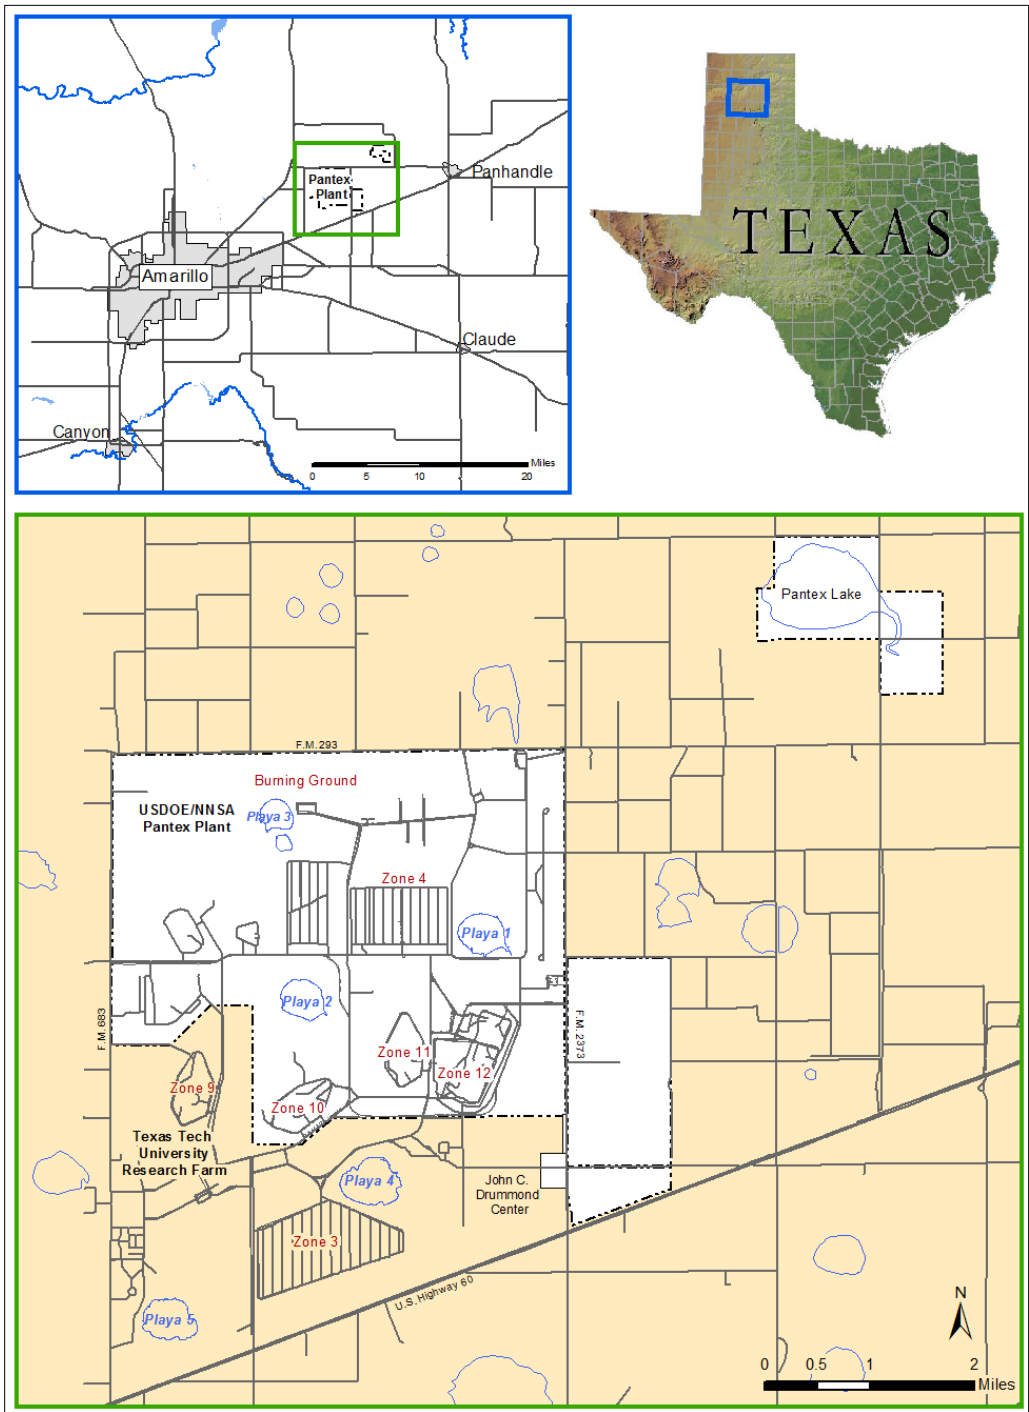 TEXAS
Panhandle
Pantex
Plant
Amarillo
Claude
Canyon
Miles
0 5 10 20
Pantex Lake
F.M. 293
Burning Ground
USDOE/NNSA
Pantex Plant
Playa 3
Zone 4
Playa 1
Playa 2
F.M. 683
F.M. 2373
Zone 11
Zone 12
Zone 9
Zone 10
Texas Tech
University
Research Farm
Playa 4
John C.
Drummond
Center
Zone 3
U.S. Highway 60
Playa 5
N
0 0.5 1 2
Miles